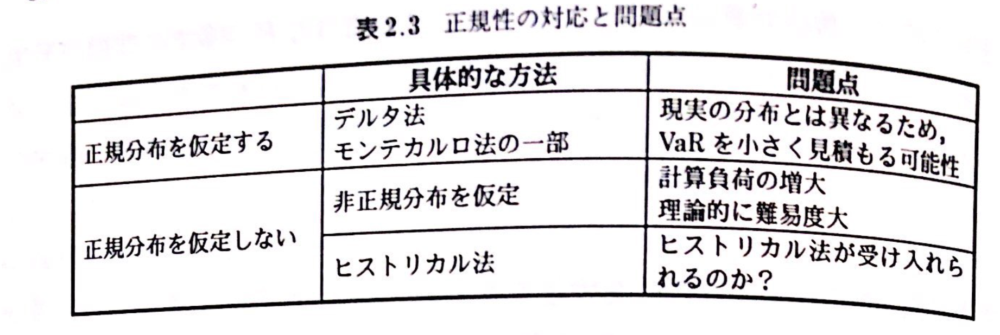 表2.3 正規性の対応と問題点
具体的な方法
問題点
正規分布を仮定する
デルタ法
モンテカルロ法の一部
現実の分布とは異なるため，
VaR を小さく見積もる可能性
正規分布を仮定しない
非正規分布を仮定
計算負荷の増大
理論的に難易度大
ヒストリカル法
ヒストリカル法が受け入れら
れるのか？